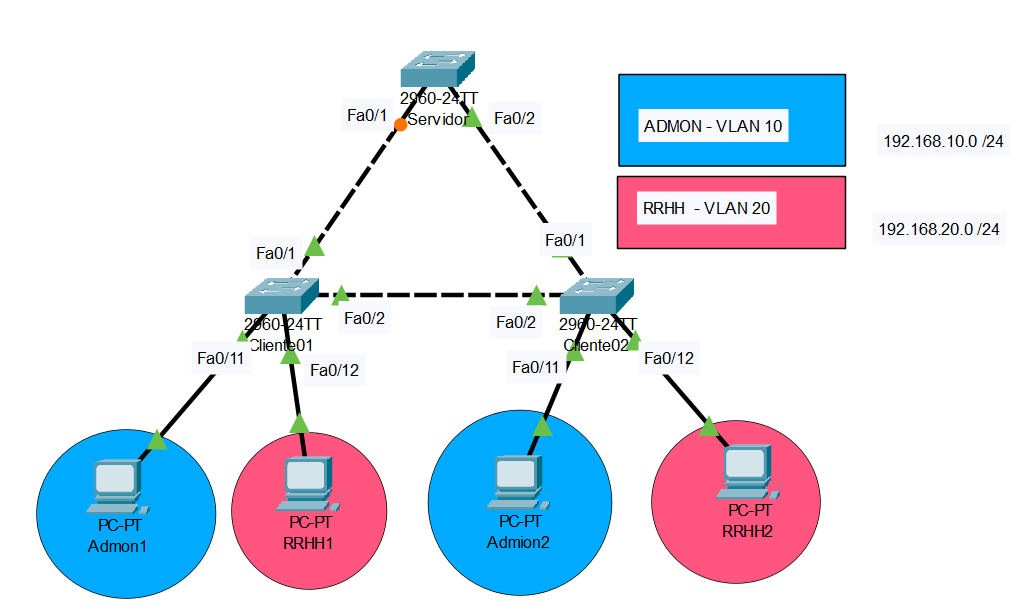 2960-24TT
Servidor
Fa0/1
Fa0/2
ADMON - VLAN 10
192.168.10.0 /24
RRHH - VLAN 20
192.168.20.0 /24
Fa0/1
Fa0/1
2960-24TT
Cliente01
Fa0/2
Fa0/2
2960-24TT
Cliente02
Fa0/11
Fa0/12
Fa0/11
Fa0/12
PC-PT
Admon1
PC-PT
RRHH1
PC-PT
Admion2
PC-PT
RRHH2